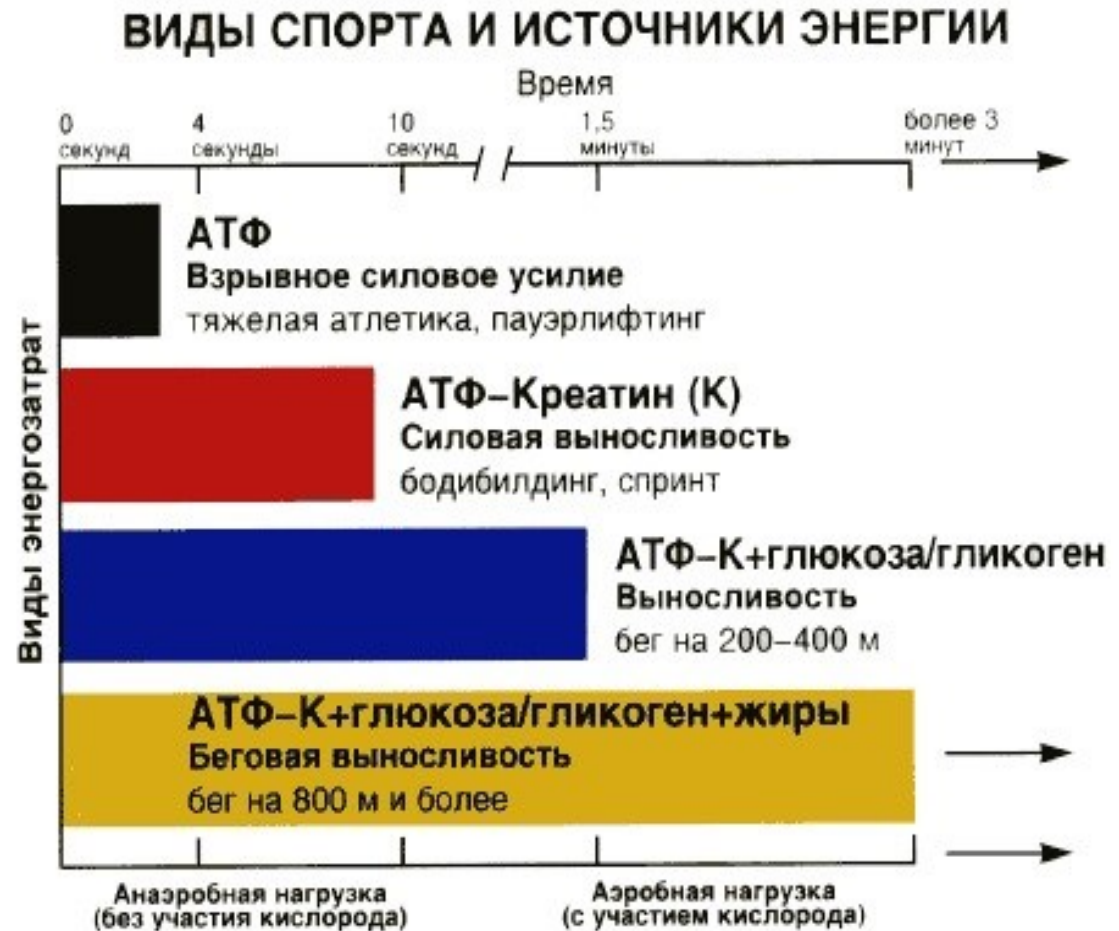 ВИДЫ СПОРТА И ИСТОЧНИКИ ЭНЕРГИИ
Время
0 секунд
4 секунды
10 секунд
1,5 минуты
более 3 минут
Виды энергозатрат
АТФ
Взрывное силовое усилие
тяжелая атлетика, пауэрлифтинг
АТФ–Креатин (К)
Силовая выносливость
бодибилдинг, спринт
АТФ–К+глюкоза/гликоген
Выносливость
бег на 200–400 м
АТФ–К+глюкоза/гликоген+жиры
Беговая выносливость
бег на 800 м и более
Анаэробная нагрузка
(без участия кислорода)
Аэробная нагрузка
(с участием кислорода)